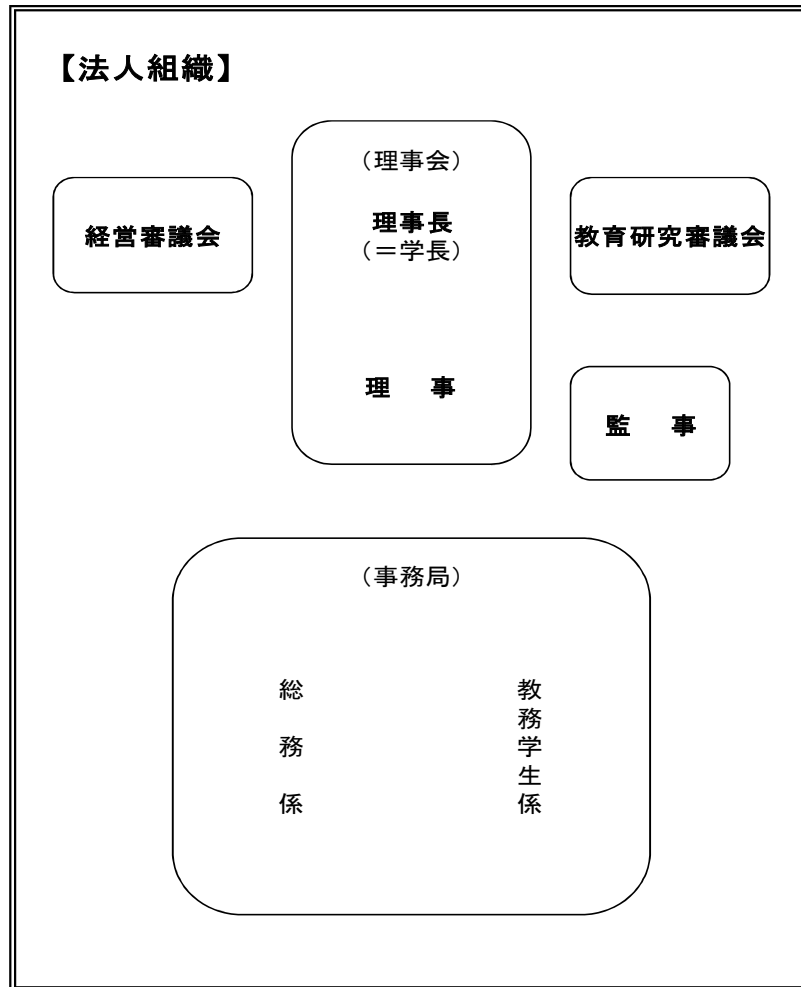 【法人組織】
（理事会）
経営審議会
理事長
（＝学長）
教育研究審議会
理　事
監　事
（事務局）
総務係
教務学生係